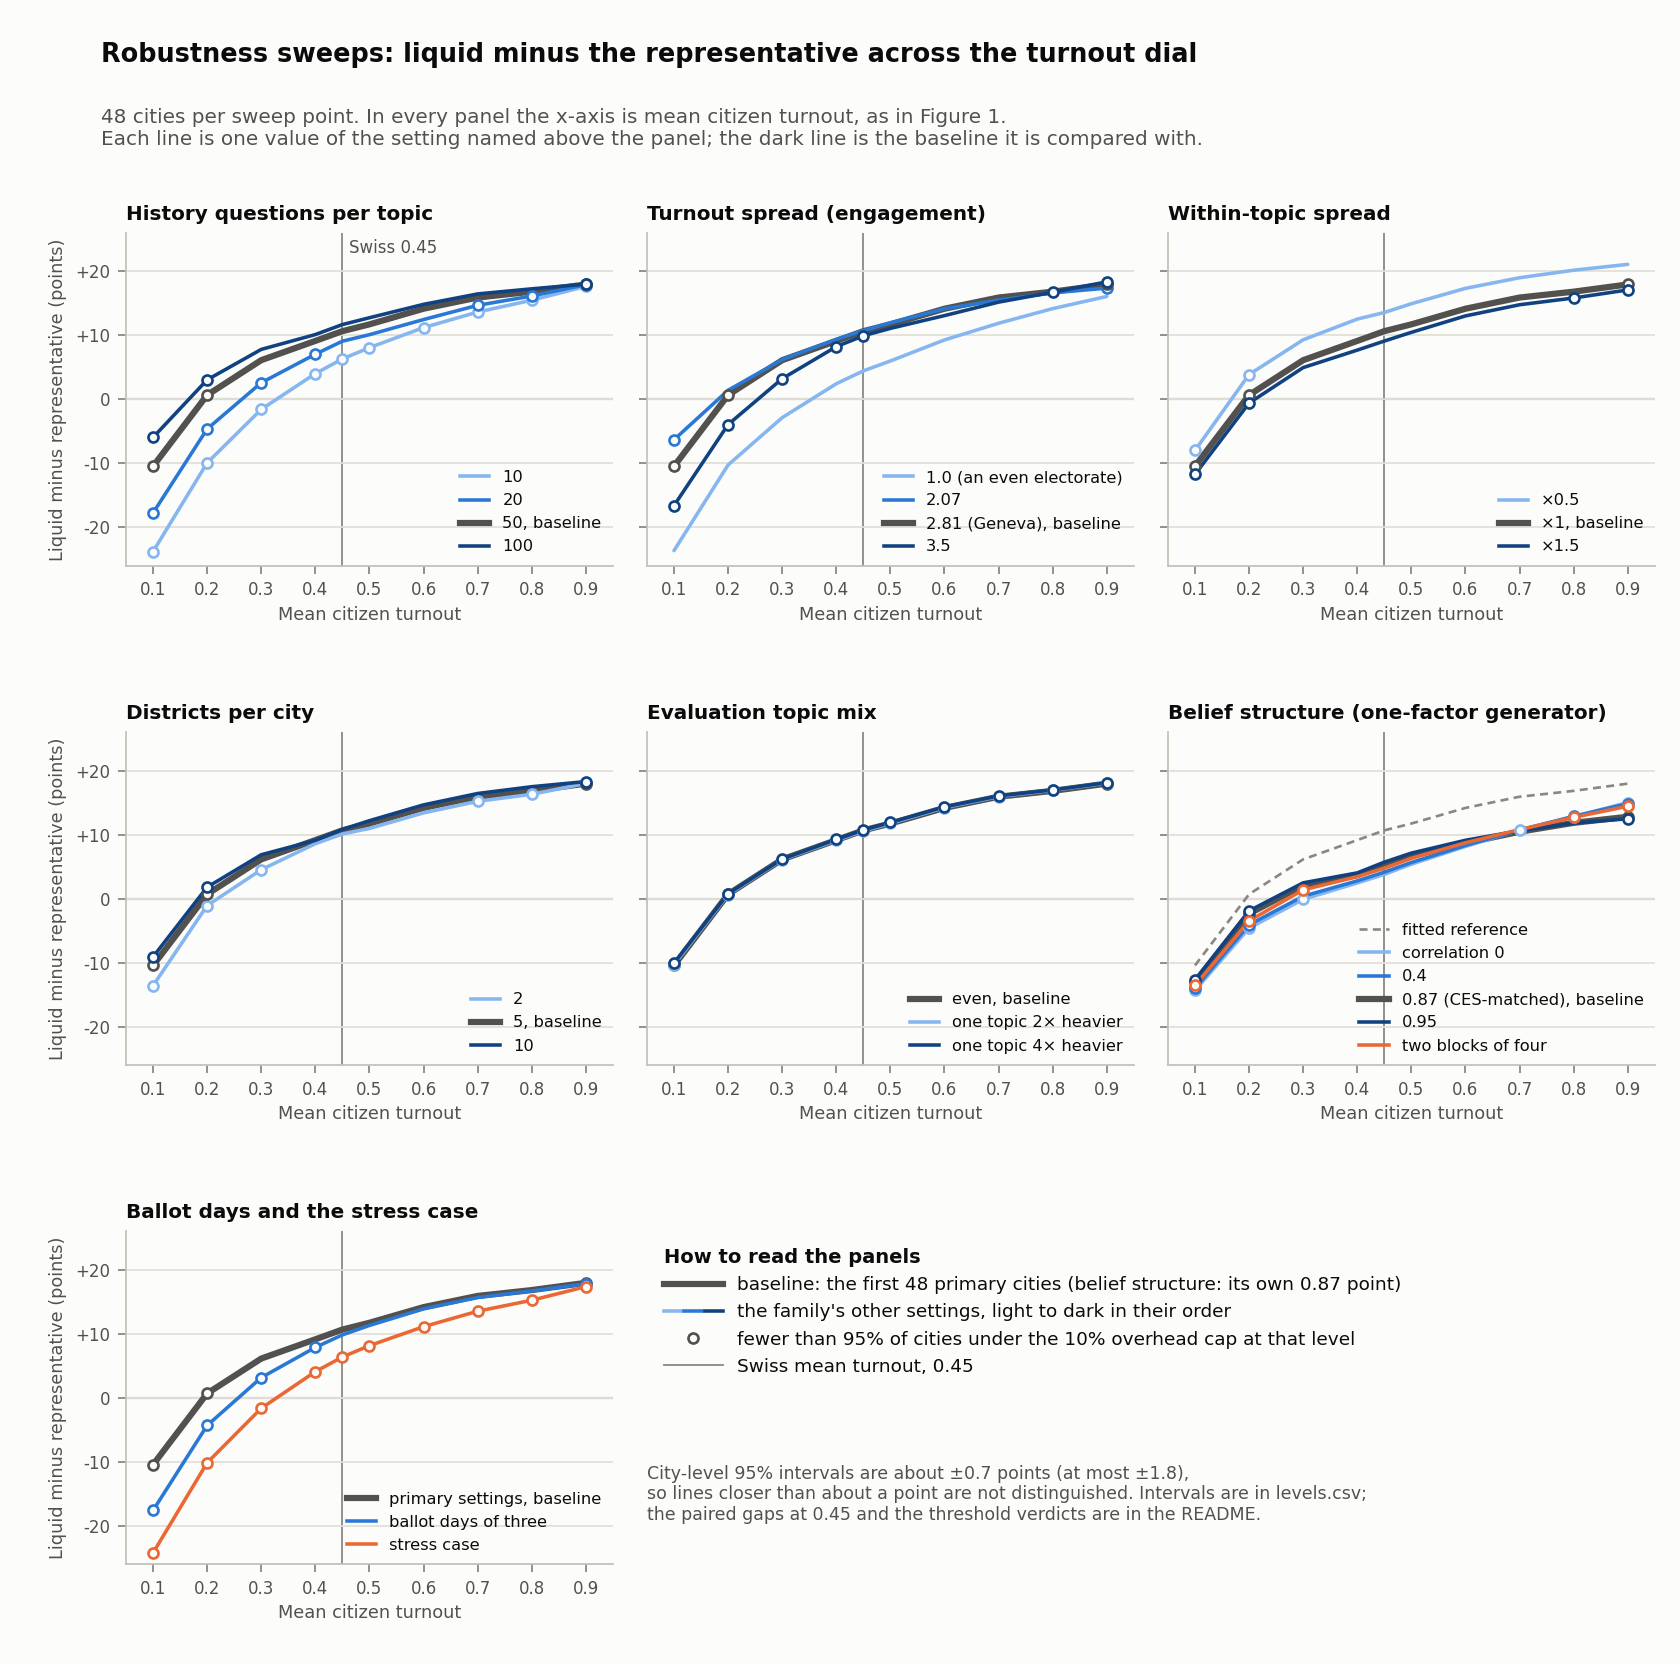 Robustness sweeps: liquid minus the representative across the turnout dial
48 cities per sweep point. In every panel the x-axis is mean citizen turnout, as in Figure 1.
Each line is one value of the setting named above the panel; the dark line is the baseline it is compared with.
History questions per topic
Liquid minus representative (points)
+20
+10
0
-10
-20
Swiss 0.45
10
20
50, baseline
100
0.1 0.2 0.3 0.4 0.5 0.6 0.7 0.8 0.9
Mean citizen turnout
Turnout spread (engagement)
1.0 (an even electorate)
2.07
2.81 (Geneva), baseline
3.5
0.1 0.2 0.3 0.4 0.5 0.6 0.7 0.8 0.9
Mean citizen turnout
Within-topic spread
×0.5
×1, baseline
×1.5
0.1 0.2 0.3 0.4 0.5 0.6 0.7 0.8 0.9
Mean citizen turnout
Districts per city
Liquid minus representative (points)
+20
+10
0
-10
-20
2
5, baseline
10
0.1 0.2 0.3 0.4 0.5 0.6 0.7 0.8 0.9
Mean citizen turnout
Evaluation topic mix
even, baseline
one topic 2× heavier
one topic 4× heavier
0.1 0.2 0.3 0.4 0.5 0.6 0.7 0.8 0.9
Mean citizen turnout
Belief structure (one-factor generator)
fitted reference
correlation 0
0.4
0.87 (CES-matched), baseline
0.95
two blocks of four
0.1 0.2 0.3 0.4 0.5 0.6 0.7 0.8 0.9
Mean citizen turnout
Ballot days and the stress case
Liquid minus representative (points)
+20
+10
0
-10
-20
primary settings, baseline
ballot days of three
stress case
0.1 0.2 0.3 0.4 0.5 0.6 0.7 0.8 0.9
Mean citizen turnout
How to read the panels
baseline: the first 48 primary cities (belief structure: its own 0.87 point)
the family's other settings, light to dark in their order
fewer than 95% of cities under the 10% overhead cap at that level
Swiss mean turnout, 0.45
City-level 95% intervals are about ±0.7 points (at most ±1.8),
so lines closer than about a point are not distinguished. Intervals are in levels.csv;
the paired gaps at 0.45 and the threshold verdicts are in the README.